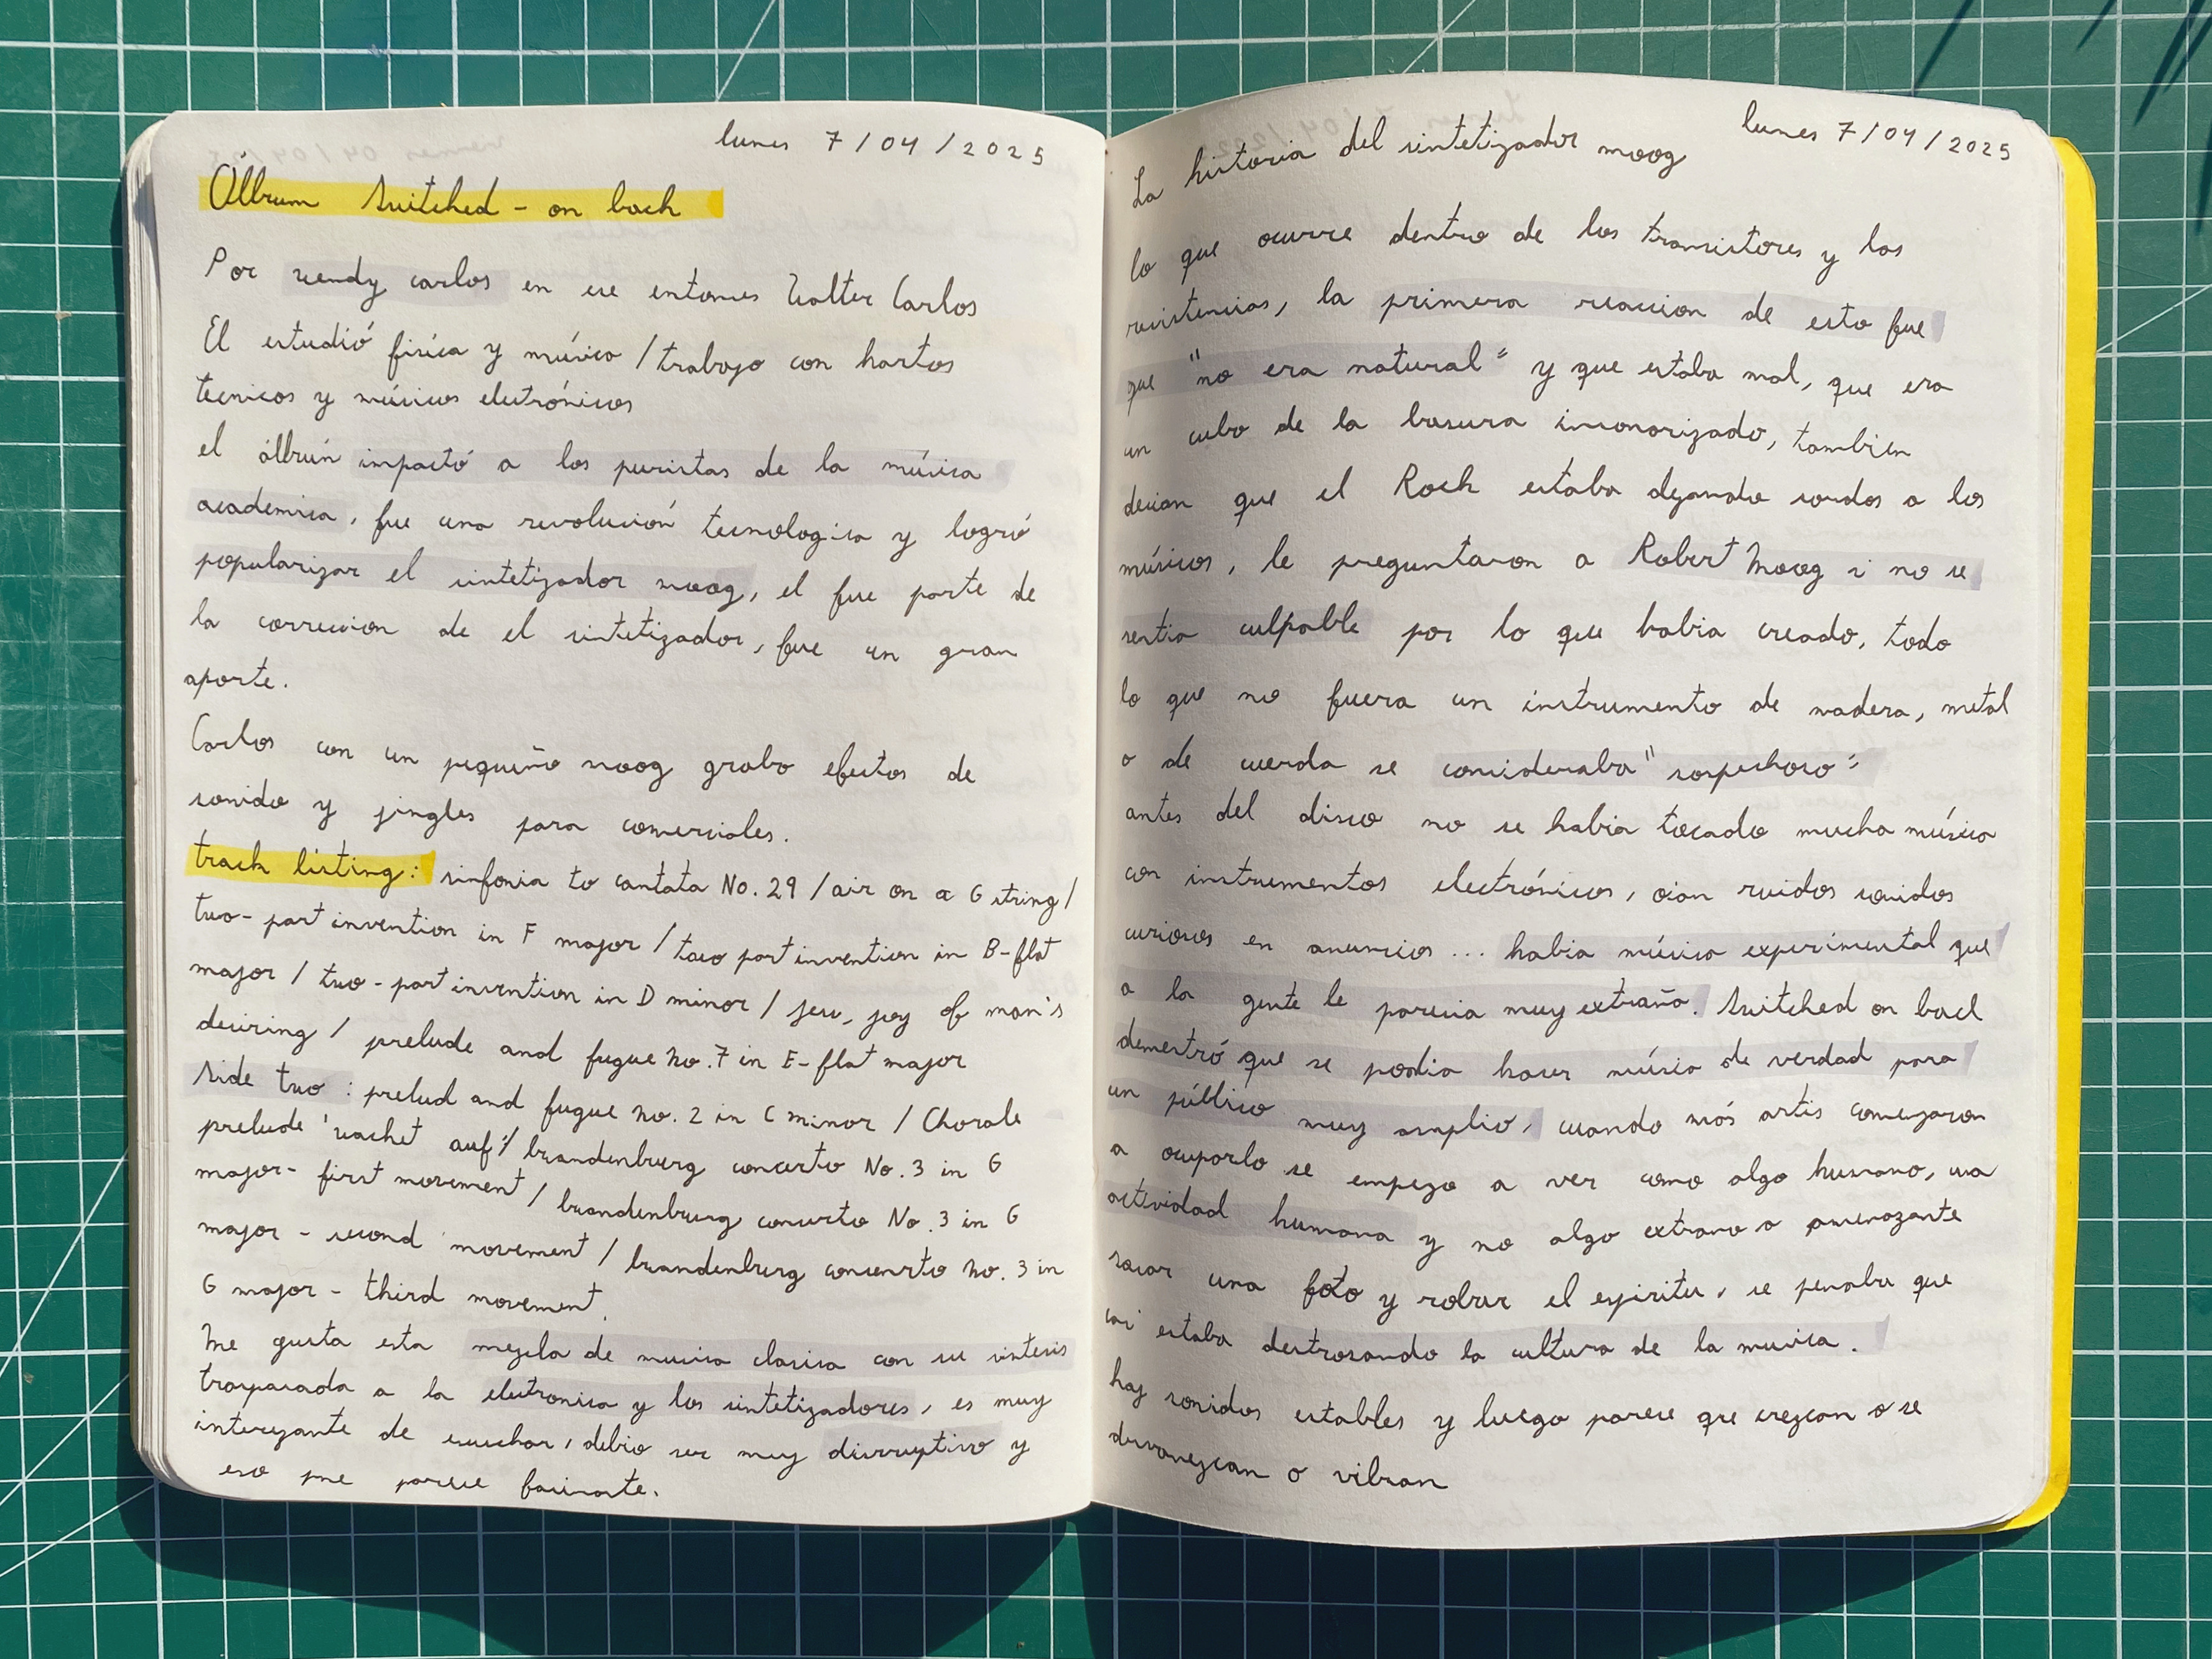 lunes 7/04/2025
Álbum Switched-on bach
Por wendy carlos en ese entonces Walter Carlos
El estudió fisíca y músico / trabajo con hartos
tecnicos y músicos electrónicos
el álbún impactó a los puristas de la música
academica, fue una revolución tecnologica y logró
popularizar el sintetizador moog, el fue parte de
la correccion de el sintetizador, fue un gran
aporte.
Carlos con un pequeño moog grabo efectos de
sonido y jingles para comerciales.
track listing: sinfonia to cantata No. 29 / air on a G string /
two-part invention in F major / two part invention in B-flat
major / two-part invention in D minor / jesu, joy of man's
desiring / prelude and fugue No. 7 in E-flat major
Side two: prelud and fugue No. 2 in C minor / Chorale
prelude "wachet auf" / brandenburg concerto No. 3 in G
major - first movement / brandenburg concerto No. 3 in G
major - second movement / brandenburg concerto No. 3 in
G major - third movement.
Me gusta esta mezcla de musica clasica con su sintesis
traspasada a la electronica y los sintetizadores, es muy
interezante de escuchar, debio ser muy disruptivo y
eso me parece facinante.
lunes 7/04/2025
La historia del sintetizador moog
lo que ocurre dentro de los transistores y las
resistencias, la primera reaccion de esto fue
que "no era natural" y que estaba mal, que era
un cubo de la basura insonorizado, tambien
decian que el Rock estaba dejando sordos a los
músicos, le preguntaron a Robert Moog si no se
sentia culpable por lo que habia creado, todo
lo que no fuera un instrumento de madera, metal
o de cuerda se consideraba "sospechoso"
antes del disco no se habia tocado mucha música
con instrumentos electrónicos, oian ruidos sonidos
curiosos en anuncios ... habia música experimental que
a la gente le parecia muy extraña. Switched on bach
demostró que se podia hacer música de verdad para
un público muy amplio, cuando más artis comenzaron
a ocuparlo se empezo a ver como algo humano, una
actividad humana y no algo extrano o amenazante
sacar una foto y robar el espiritu, se pensaba que
asi estaba destrosando la cultura de la musica.
hay sonidos estables y luego parece que crezcan o se
desvanezcan o vibran